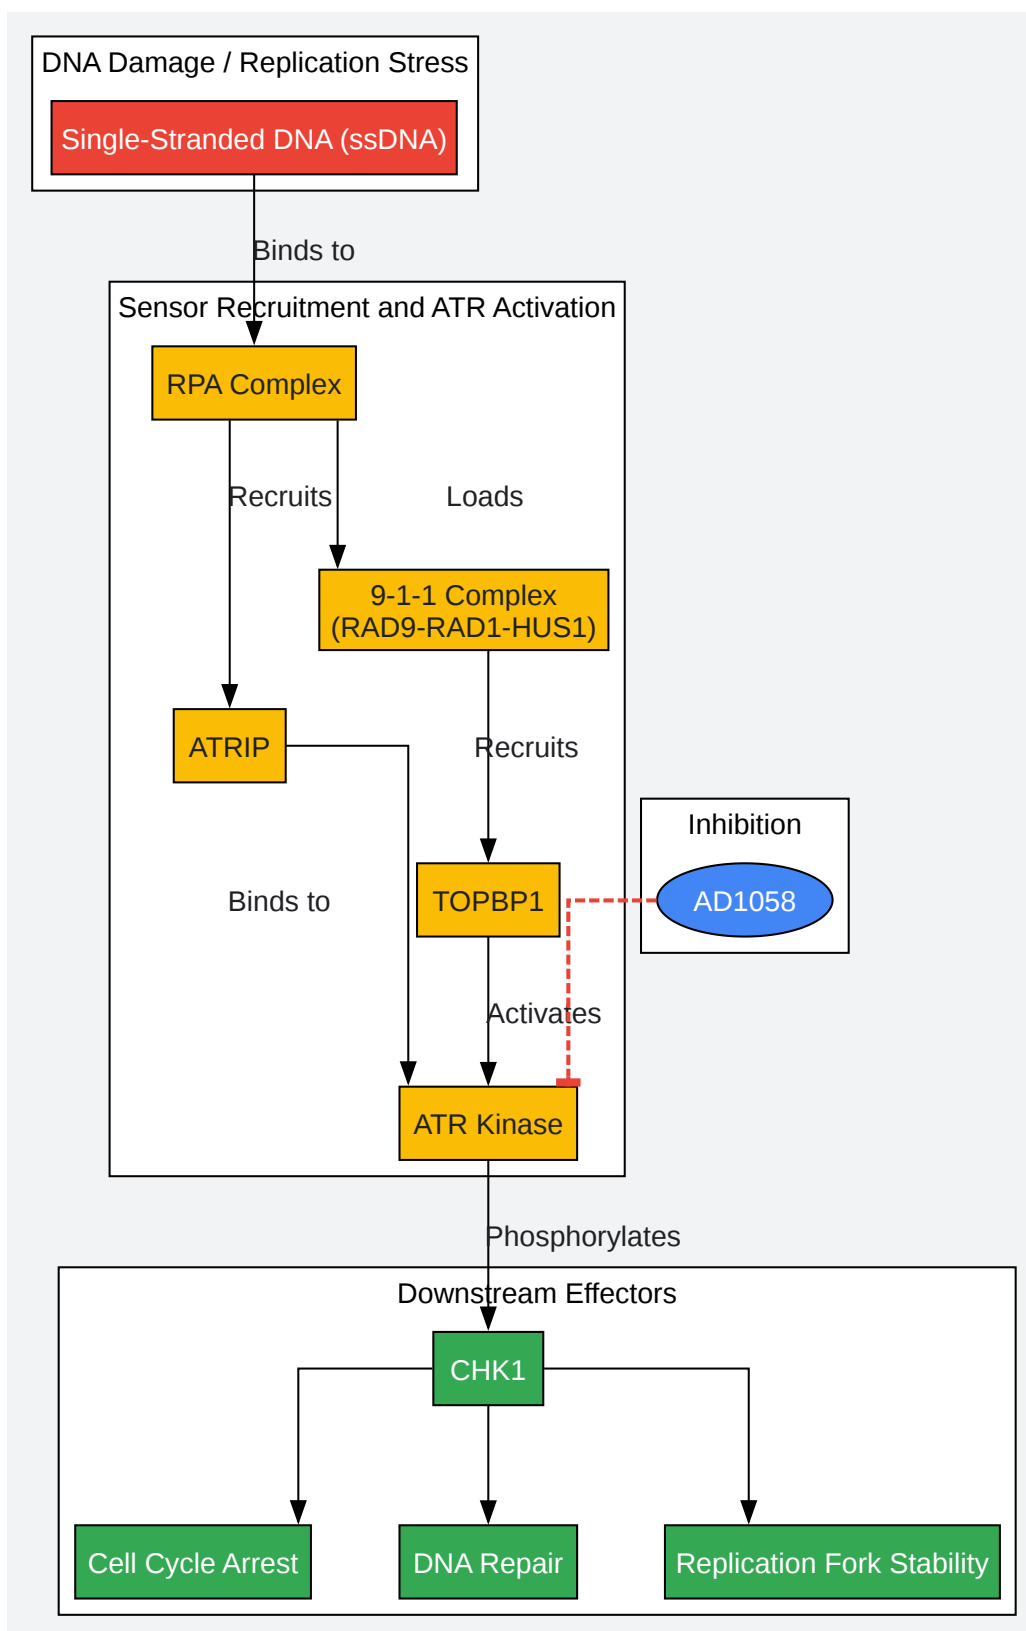 DNA Damage / Replication Stress
Single-Stranded DNA (ssDNA)
Binds to
Sensor Recruitment and ATR Activation
RPA Complex
Recruits
Loads
9-1-1 Complex
(RAD9-RAD1-HUS1)
ATRIP
Recruits
Inhibition
Binds to
TOPBP1
AD1058
Activates
ATR Kinase
Phosphorylates
Downstream Effectors
CHK1
Cell Cycle Arrest
DNA Repair
Replication Fork Stability